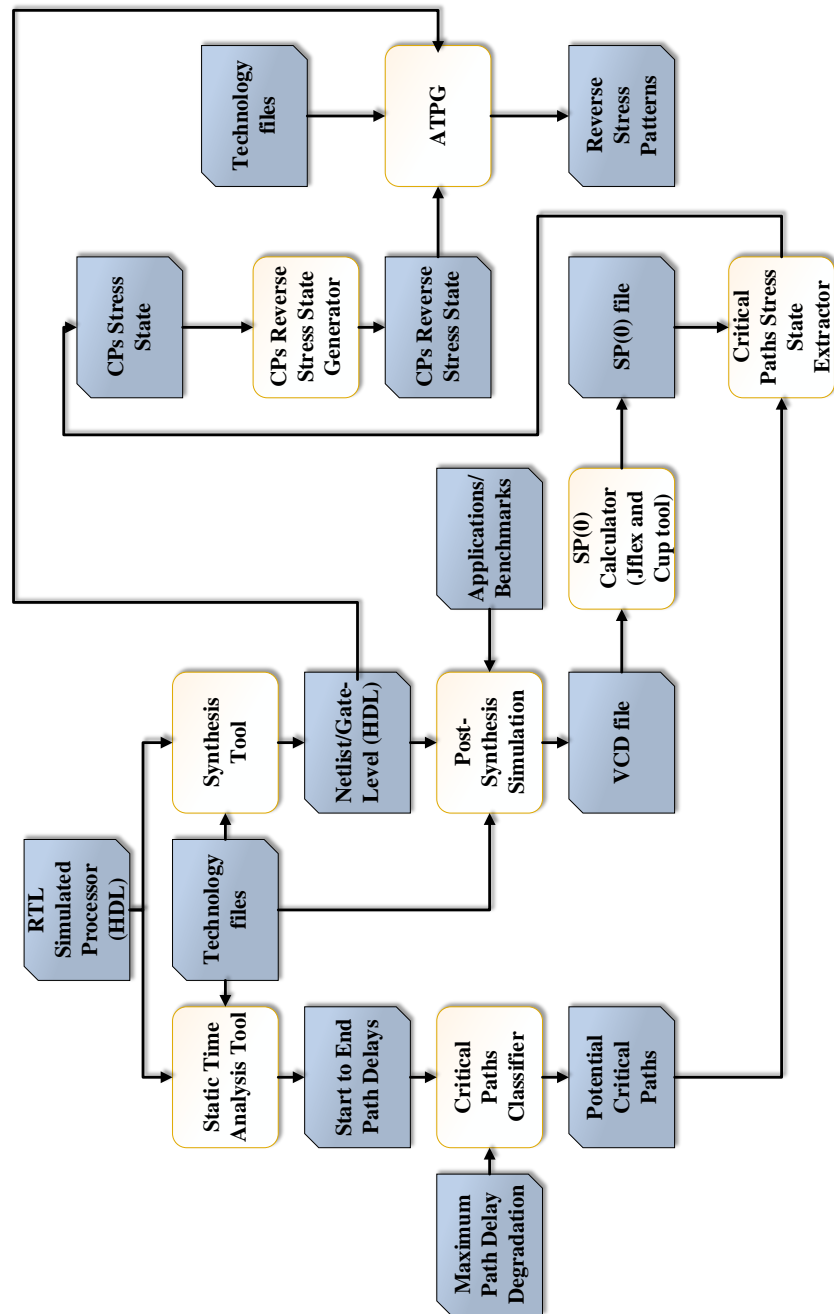 RTL
Simulated
Processor
(HDL)
Static Time
Analysis Tool
Technology
files
Synthesis
Tool
Start to End
Path Delays
Netlist/Gate-
Level (HDL)
Maximum
Path Delay
Degradation
Critical
Paths
Classifier
Post-
Synthesis
Simulation
Applications/
Benchmarks
Potential
Critical
Paths
VCD file
SP(0)
Calculator
(Jflex and
Cup tool)
SP(0) file
Critical
Paths Stress
State
Extractor
CPs Stress
State
CPs Reverse
Stress State
Generator
CPs Reverse
Stress State
Technology
files
ATPG
Reverse
Stress
Patterns